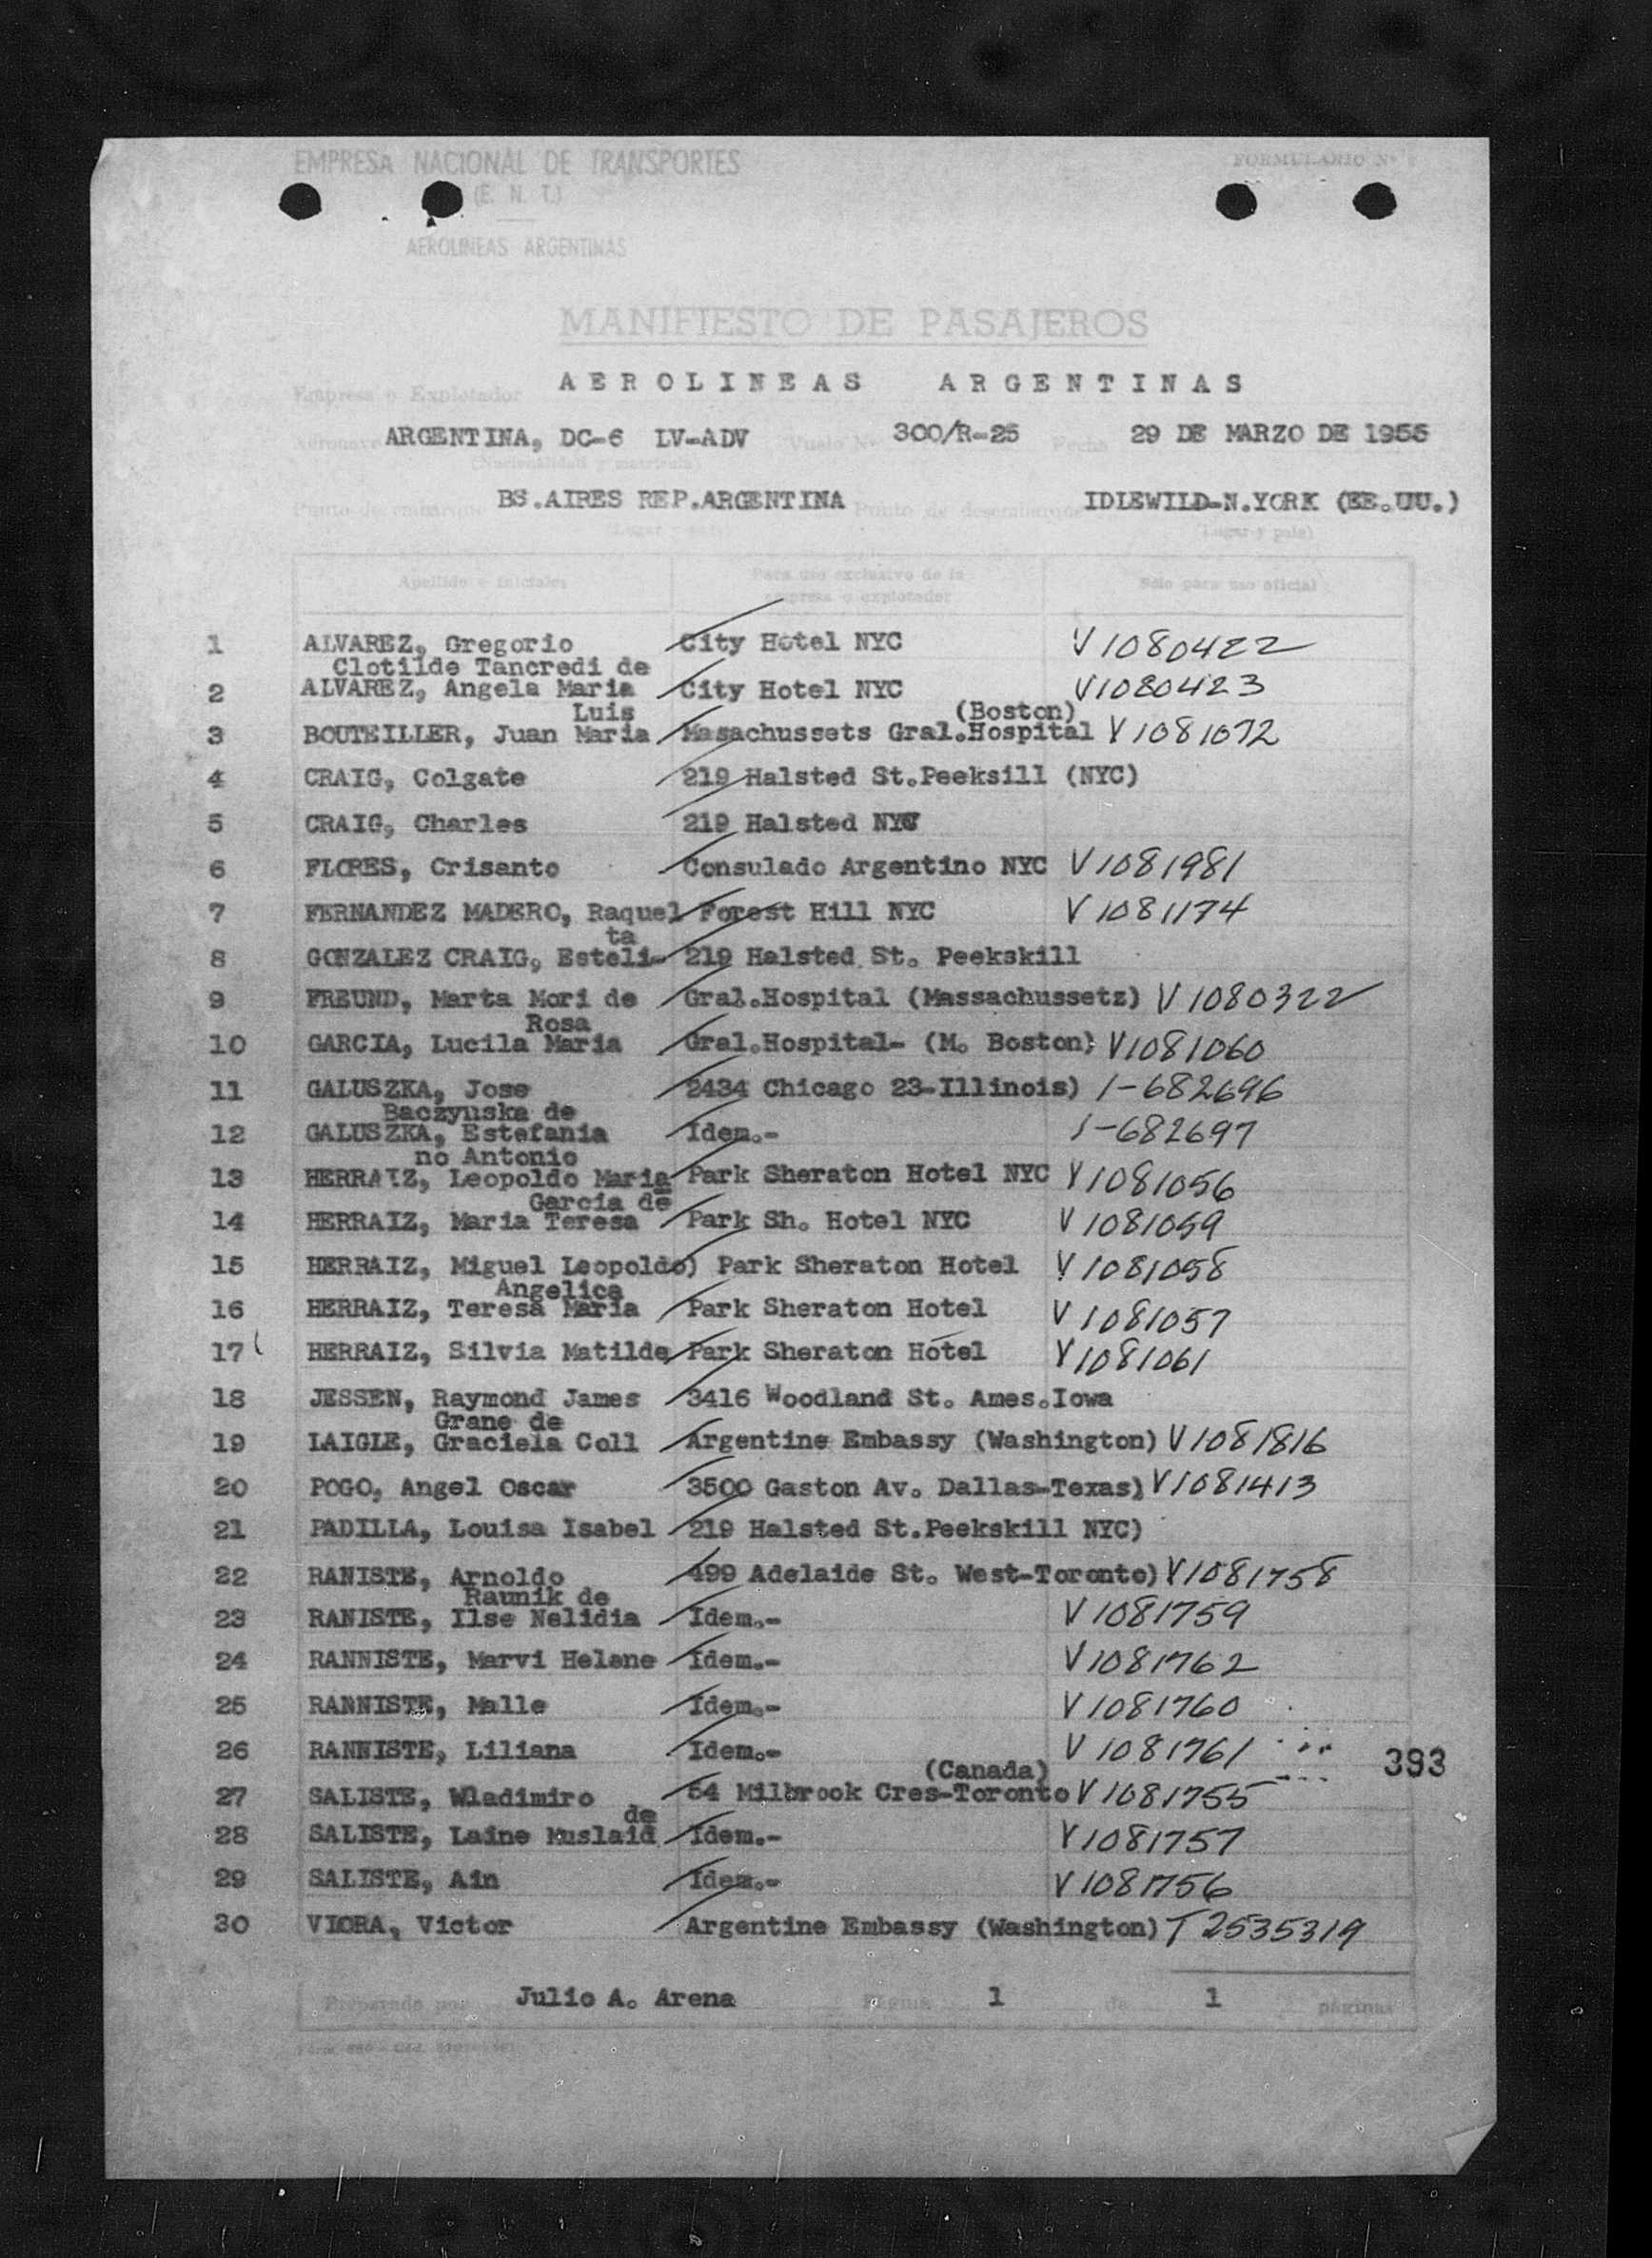 EMPRESA NACIONAL DE TRANSPORTES
FORMULARIO Nº
(E. N. T.)
AEROLINEAS ARGENTINAS
MANIFIESTO DE PASAJEROS
Empresa o Explotador AEROLINEAS ARGENTINAS
Aeronave ARGENTINA, DC-6 LV-ADV Vuelo Nº 300/R-25 Fecha 29 DE MARZO DE 1955
(Nacionalidad y matrícula)
Punto de embarque BS.AIRES REP.ARGENTINA Punto de desembarque IDLEWILD-N.YORK (EE.UU.)
(Lugar y país) (Lugar y país)
Apellido e iniciales Para uso exclusivo de la empresa o explotador Sólo para uso oficial
1 ALVAREZ, Gregorio City Hotel NYC V1080422
Clotilde Tancredi de
2 ALVAREZ, Angela Maria City Hotel NYC V1080423
Luis (Boston)
3 BOUTEILLER, Juan Maria Masachussets Gral.Hospital V1081072
4 CRAIG, Colgate 219 Halsted St.Peeksill (NYC)
5 CRAIG, Charles 219 Halsted NYC
6 FLORES, Crisanto Consulado Argentino NYC V1081981
7 FERNANDEZ MADERO, Raquel Forest Hill NYC V1081174
ta
8 GONZALEZ CRAIG, Esteli- 219 Halsted St. Peekskill
9 FREUND, Marta Mori de Gral.Hospital (Massachussetz) V1080322
Rosa
10 GARCIA, Lucila Maria Gral.Hospital- (M. Boston) V1081060
11 GALUSZKA, Jose 2434 Chicago 23-Illinois) 1-682696
Baczynska de
12 GALUSZKA, Estefania Idem.- 1-682697
no Antonio
13 HERRAIZ, Leopoldo Maria Park Sheraton Hotel NYC V1081056
Garcia de
14 HERRAIZ, Maria Teresa Park Sh. Hotel NYC V1081059
15 HERRAIZ, Miguel Leopoldo) Park Sheraton Hotel V1081058
Angelica
16 HERRAIZ, Teresa Maria Park Sheraton Hotel V1081057
17 HERRAIZ, Silvia Matilde Park Sheraton Hotel V1081061
18 JESSEN, Raymond James 3416 Woodland St. Ames.Iowa
Grane de
19 LAIGLE, Graciela Coll Argentine Embassy (Washington) V1081816
20 POGO, Angel Oscar 3500 Gaston Av. Dallas-Texas) V1081413
21 PADILLA, Louisa Isabel 219 Halsted St.Peekskill NYC)
22 RANISTE, Arnoldo 499 Adelaide St. West-Toronto) V1081758
Raunik de
23 RANISTE, Ilse Nelidia Idem.- V1081759
24 RANNISTE, Marvi Helene Idem.- V1081762
25 RANNISTE, Malle Idem.- V1081760
26 RANNISTE, Liliana Idem.- V1081761
393
(Canada)
27 SALISTE, Wladimiro 54 Milbrook Cres-Toronto V1081755
de
28 SALISTE, Laine Muslaid Idem.- V1081757
29 SALISTE, Ain Idem.- V1081756
30 VIORA, Victor Argentine Embassy (Washington) T2535319
Preparado por Julio A. Arena Página 1 de 1 páginas